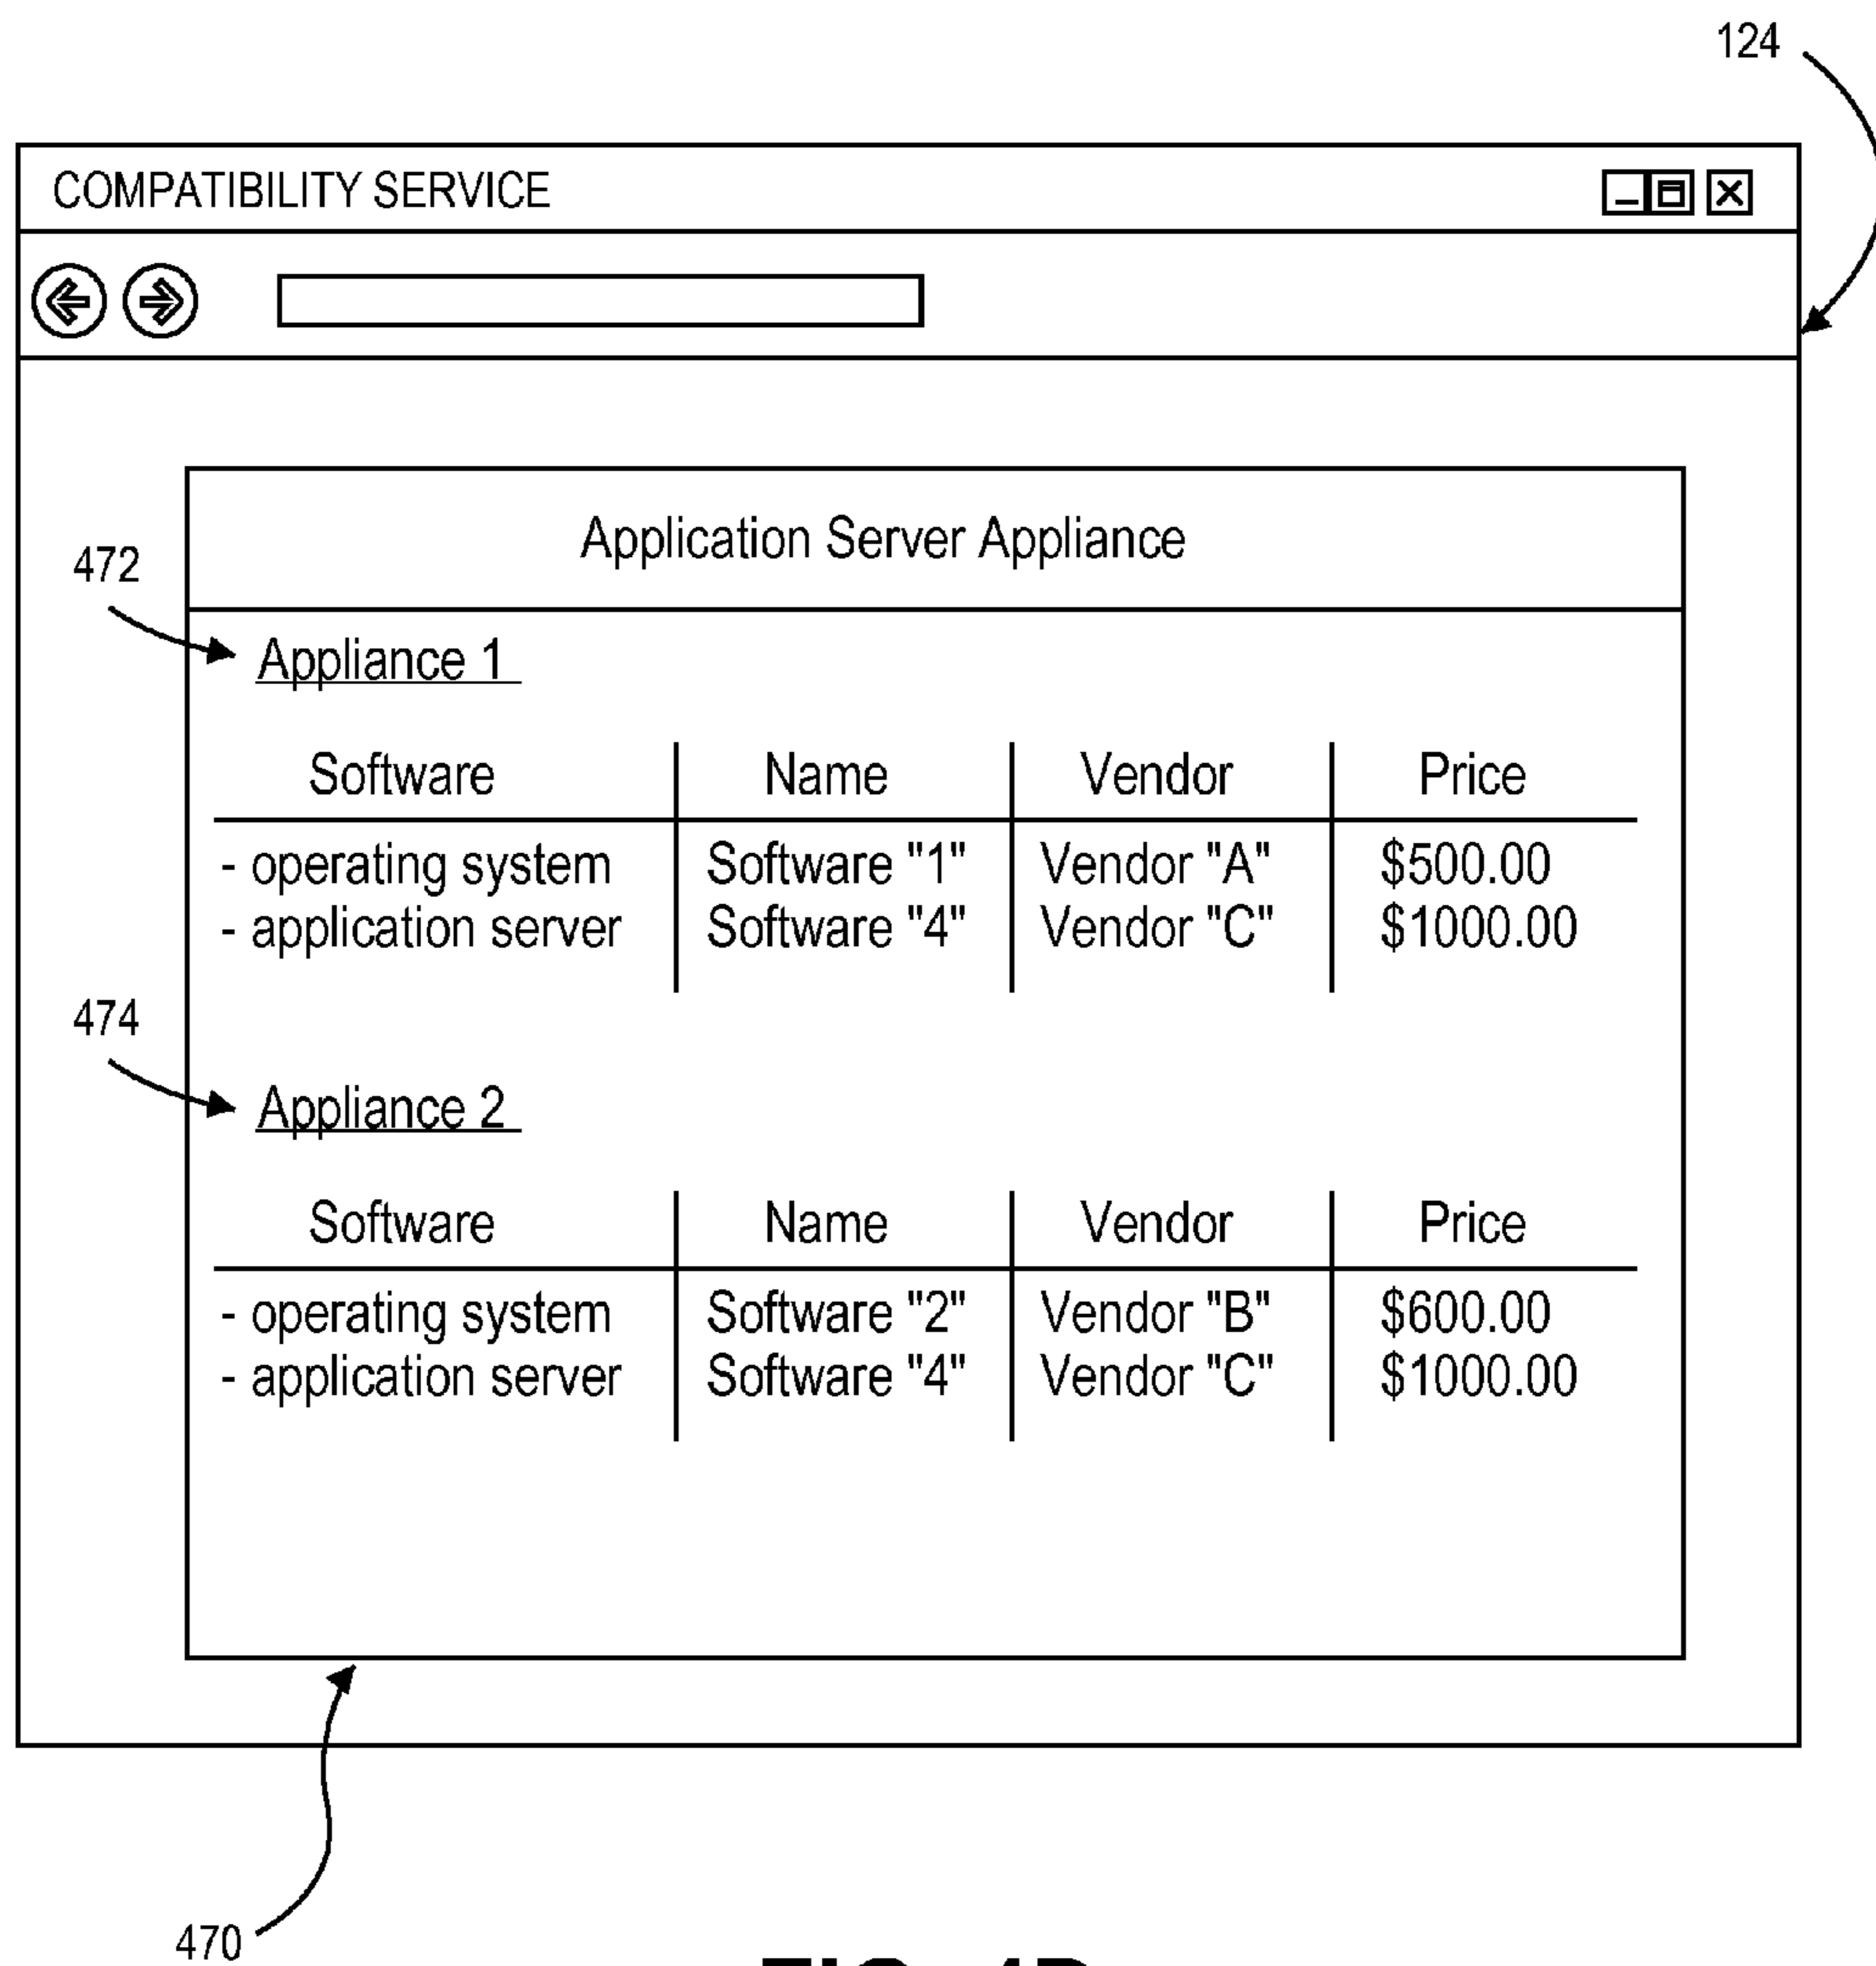 124
COMPATIBILITY SERVICE
Application Server Appliance
472
Appliance 1
Software Name Vendor Price
- operating system Software "1" Vendor "A" $500.00
- application server Software "4" Vendor "C" $1000.00
474
Appliance 2
Software Name Vendor Price
- operating system Software "2" Vendor "B" $600.00
- application server Software "4" Vendor "C" $1000.00
470